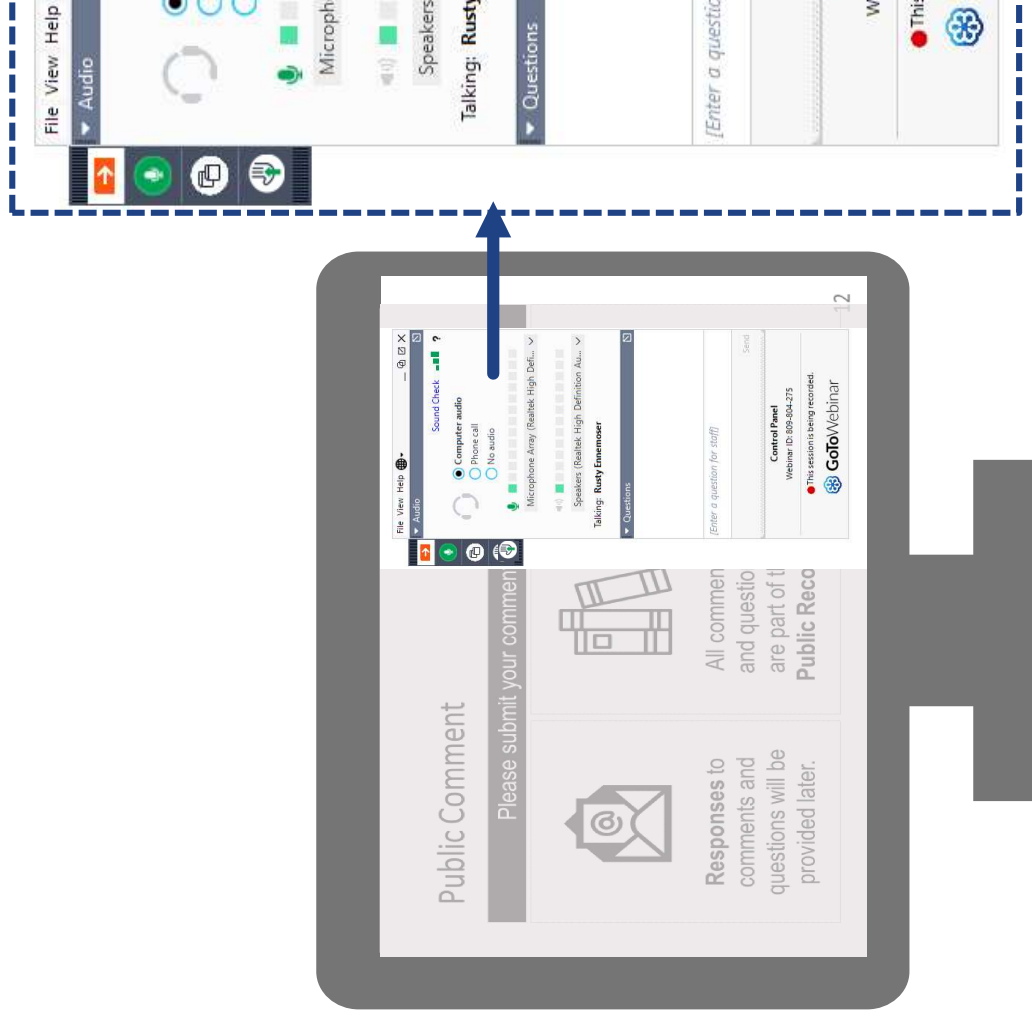 Public Comment
Please submit your commen
Responses to
comments and
questions will be
provided later.
@
All commen
and questio
are part of t
Public Reco
12
File View Help
Audio
Sound Check ?
Computer audio
Phone call
No audio
Microphone Array (Realtek High Defi...
Speakers (Realtek High Definition Au...
Talking: Rusty Ennemoser
Questions
[Enter a question for staff]
Send
Control Panel
Webinar ID: 809-804-275
This session is being recorded.
GoToWebinar
File View Help
Audio
Microph
Speakers
Talking: Rusty
Questions
[Enter a questio
W
This